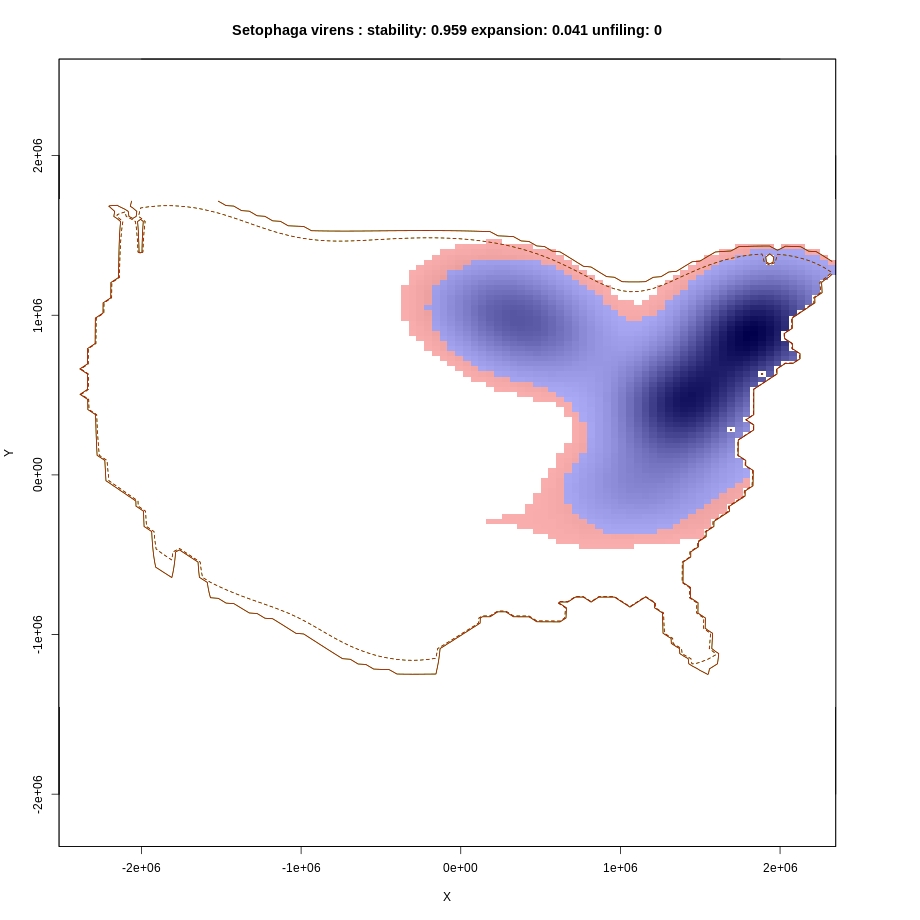 Setophaga virens : stability: 0.959 expansion: 0.041 unfiling: 0
2e+06
1e+06
0e+00
-1e+06
-2e+06
Y
-2e+06 -1e+06 0e+00 1e+06 2e+06
X